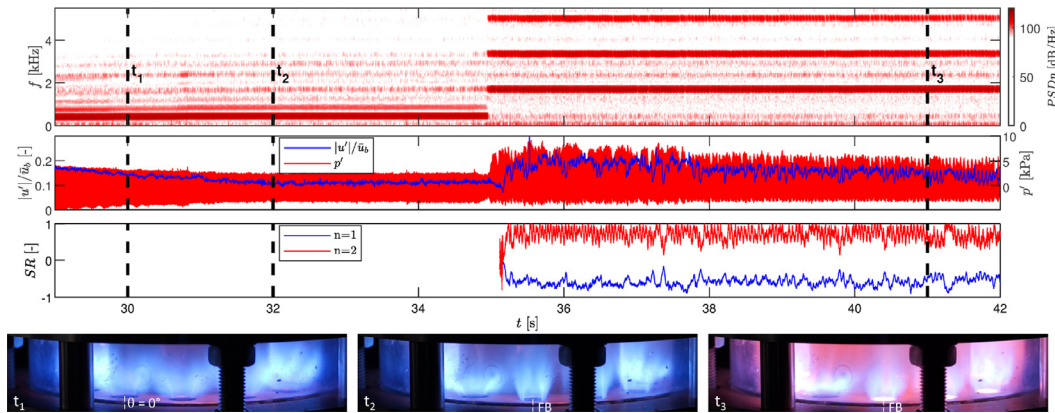 4
2
0
f [kHz]
t₁
t₂
t₃
100
50
0
PSDp [dB/Hz]
0.2
0.1
0
|u′|/ūb [-]
|u′|/ūb
p′
10
5
0
p′ [kPa]
1
0
-1
SR [-]
n=1
n=2
30
32
34
36
38
40
42
t [s]
t₁
θ = 0°
t₂
FB
t₃
FB